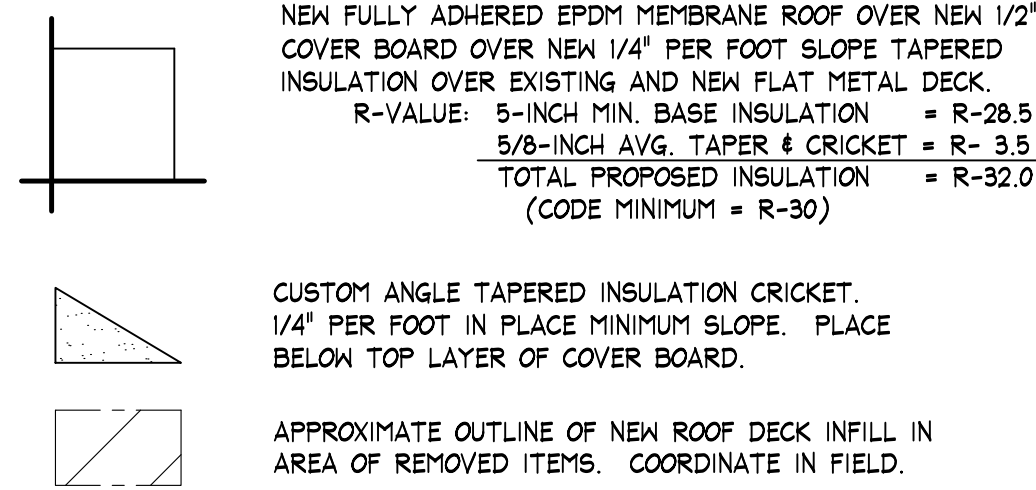 NEW FULLY ADHERED EPDM MEMBRANE ROOF OVER NEW 1/2"
COVER BOARD OVER NEW 1/4" PER FOOT SLOPE TAPERED
INSULATION OVER EXISTING AND NEW FLAT METAL DECK.
R-VALUE: 5-INCH MIN. BASE INSULATION = R-28.5
5/8-INCH AVG. TAPER & CRICKET = R- 3.5
TOTAL PROPOSED INSULATION = R-32.0
(CODE MINIMUM = R-30)
CUSTOM ANGLE TAPERED INSULATION CRICKET.
1/4" PER FOOT IN PLACE MINIMUM SLOPE. PLACE
BELOW TOP LAYER OF COVER BOARD.
APPROXIMATE OUTLINE OF NEW ROOF DECK INFILL IN
AREA OF REMOVED ITEMS. COORDINATE IN FIELD.